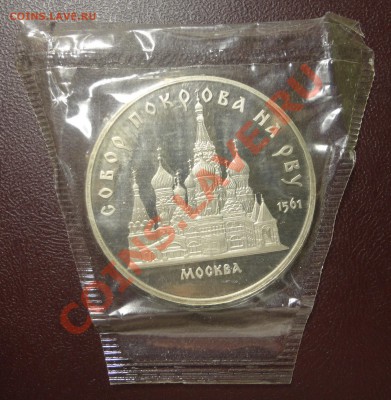 COINS.LAVE.RU
COINS.LAVE.RU
СОБОР ПОКРОВА НА РВУ
1561
МОСКВА